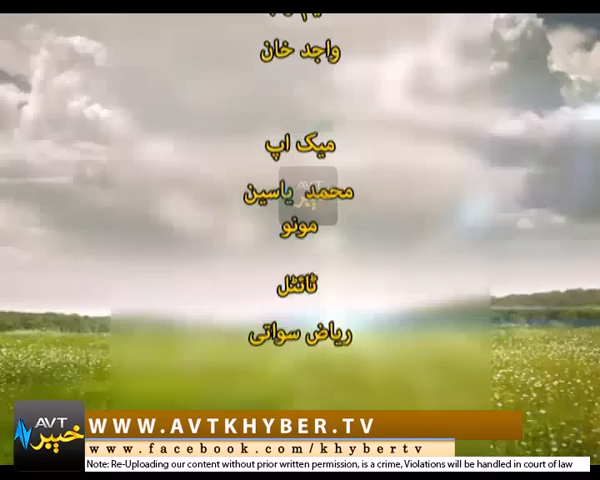 واجد خان
میک اپ
محمد یاسین
مونو
ٹائٹل
ریاض سواتی
AVT
خیبر
AVT
خیبر
WWW.AVTKHYBER.TV
www.facebook.com/khybertv
Note: Re-Uploading our content without prior written permission, is a crime, Violations will be handled in court of law